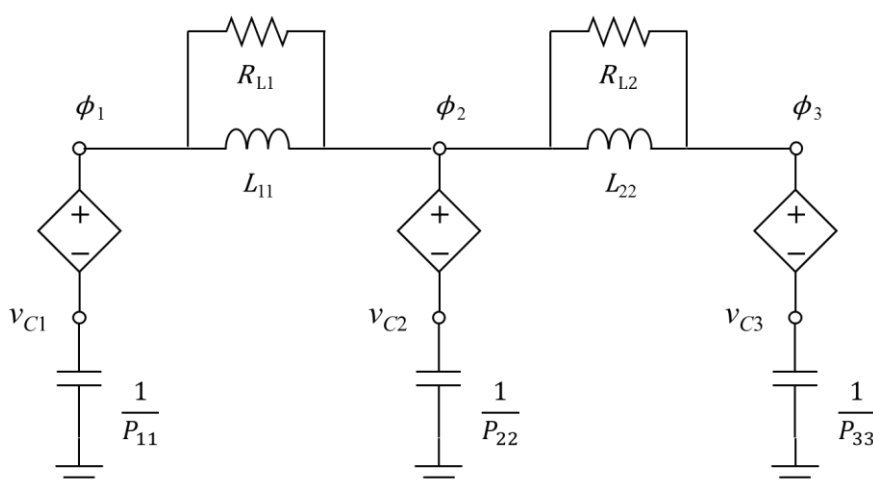 R_L1
R_L2
ϕ_1
ϕ_2
ϕ_3
L_11
L_22
+
−
+
−
+
−
v_C1
v_C2
v_C3
1/P_11
1/P_22
1/P_33